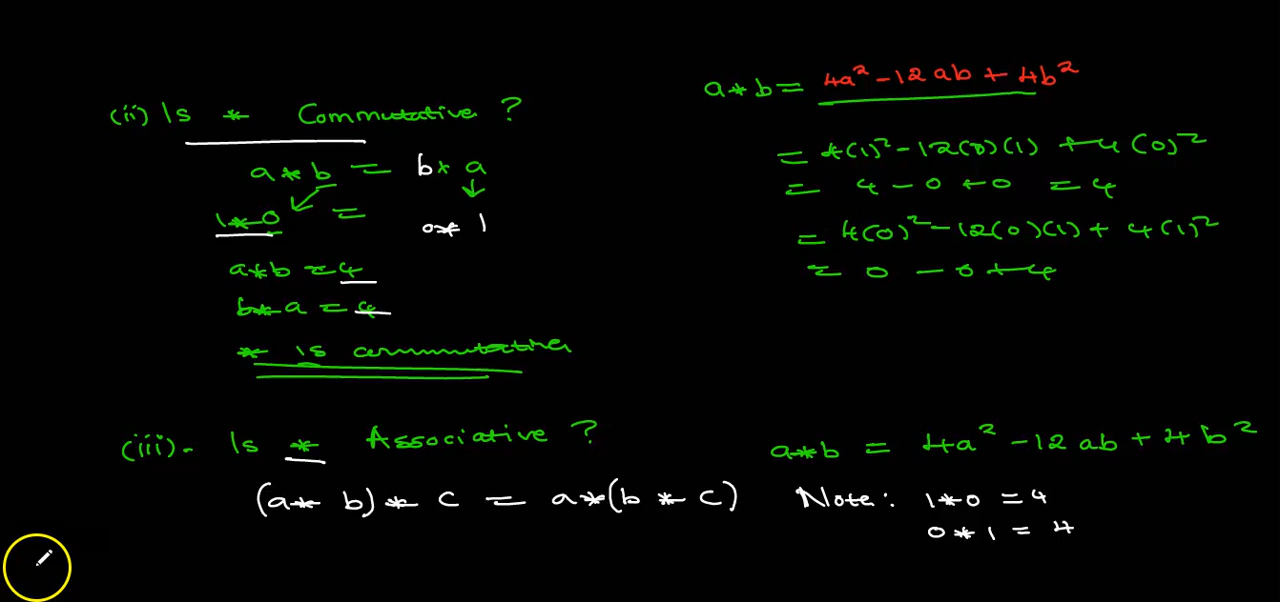 (ii) Is * Commutative ?
a * b = b * a
1 * 0 = 0 * 1
a * b = 4
b * a = 4
* is commutative
a * b = 4a² - 12ab + 4b²
= 4(1)² - 12(0)(1) + 4(0)²
= 4 - 0 + 0 = 4
= 4(0)² - 12(0)(1) + 4(1)²
= 0 - 0 + 4
(iii). Is * Associative ?
(a * b) * c = a * (b * c)
a * b = 4a² - 12ab + 4b²
Note: 1 * 0 = 4
0 * 1 = 4